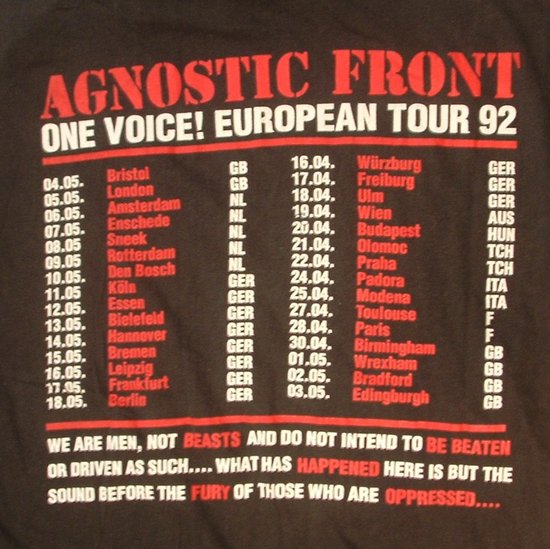 AGNOSTIC FRONT
ONE VOICE! EUROPEAN TOUR 92
04.05. Bristol GB
05.05. London GB
06.05. Amsterdam NL
07.05. Enschede NL
08.05 Sneek NL
09.05 Rotterdam NL
10.05. Den Bosch NL
11.05 Köln GER
12.05. Essen GER
13.05. Bielefeld GER
14.05. Hannover GER
15.05. Bremen GER
16.05. Leipzig GER
17.05. Frankfurt GER
18.05. Berlin GER
16.04. Würzburg GER
17.04. Freiburg GER
18.04. Ulm GER
19.04. Wien AUS
20.04. Budapest HUN
21.04. Olomoc TCH
22.04. Praha TCH
24.04. Padora ITA
25.04. Modena ITA
27.04. Toulouse F
28.04. Paris F
30.04. Birmingham GB
01.05. Wrexham GB
02.05. Bradford GB
03.05. Edingburgh GB
WE ARE MEN, NOT BEASTS AND DO NOT INTEND TO BE BEATEN
OR DRIVEN AS SUCH.... WHAT HAS HAPPENED HERE IS BUT THE
SOUND BEFORE THE FURY OF THOSE WHO ARE OPPRESSED....